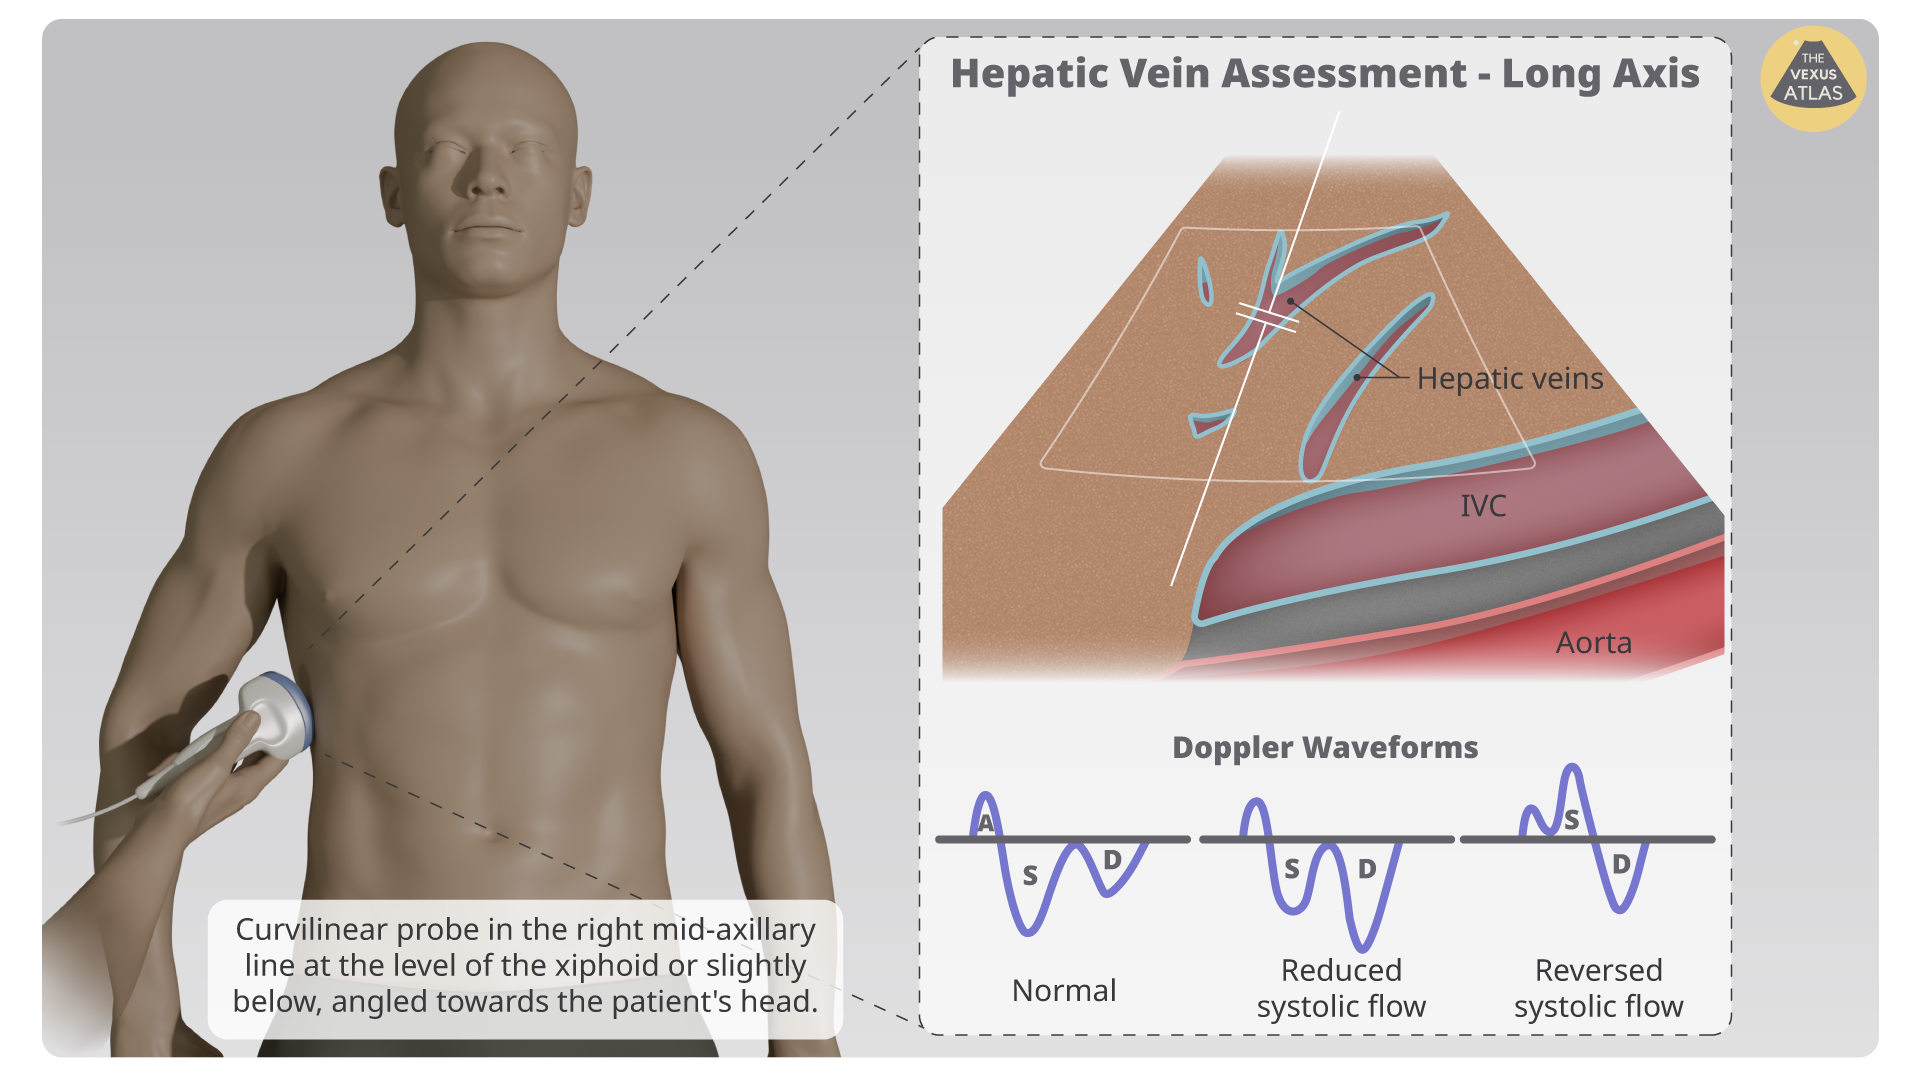 Hepatic Vein Assessment - Long Axis
THE
VEXUS
ATLAS
Hepatic veins
IVC
Aorta
Doppler Waveforms
A
S
D
S
D
S
D
Normal
Reduced
systolic flow
Reversed
systolic flow
Curvilinear probe in the right mid-axillary
line at the level of the xiphoid or slightly
below, angled towards the patient's head.